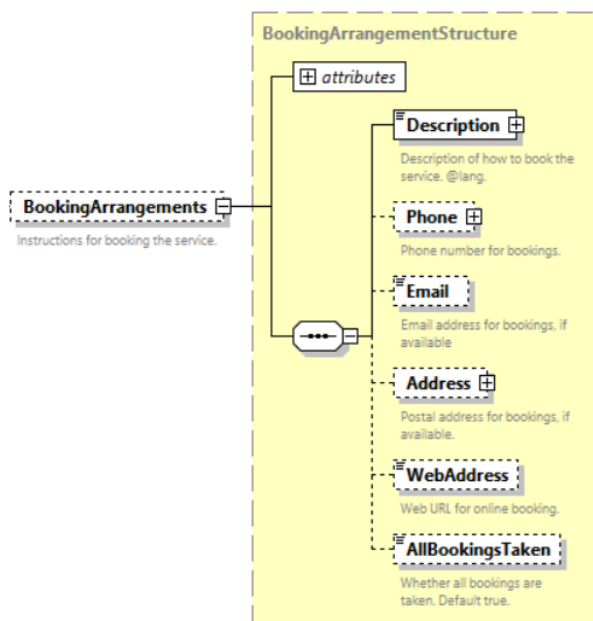 BookingArrangementStructure
attributes
Description
Description of how to book the
service. @lang.
BookingArrangements
Instructions for booking the service.
Phone
Phone number for bookings.
Email
Email address for bookings, if
available
Address
Postal address for bookings, if
available.
WebAddress
Web URL for online booking.
AllBookingsTaken
Whether all bookings are
taken. Default true.